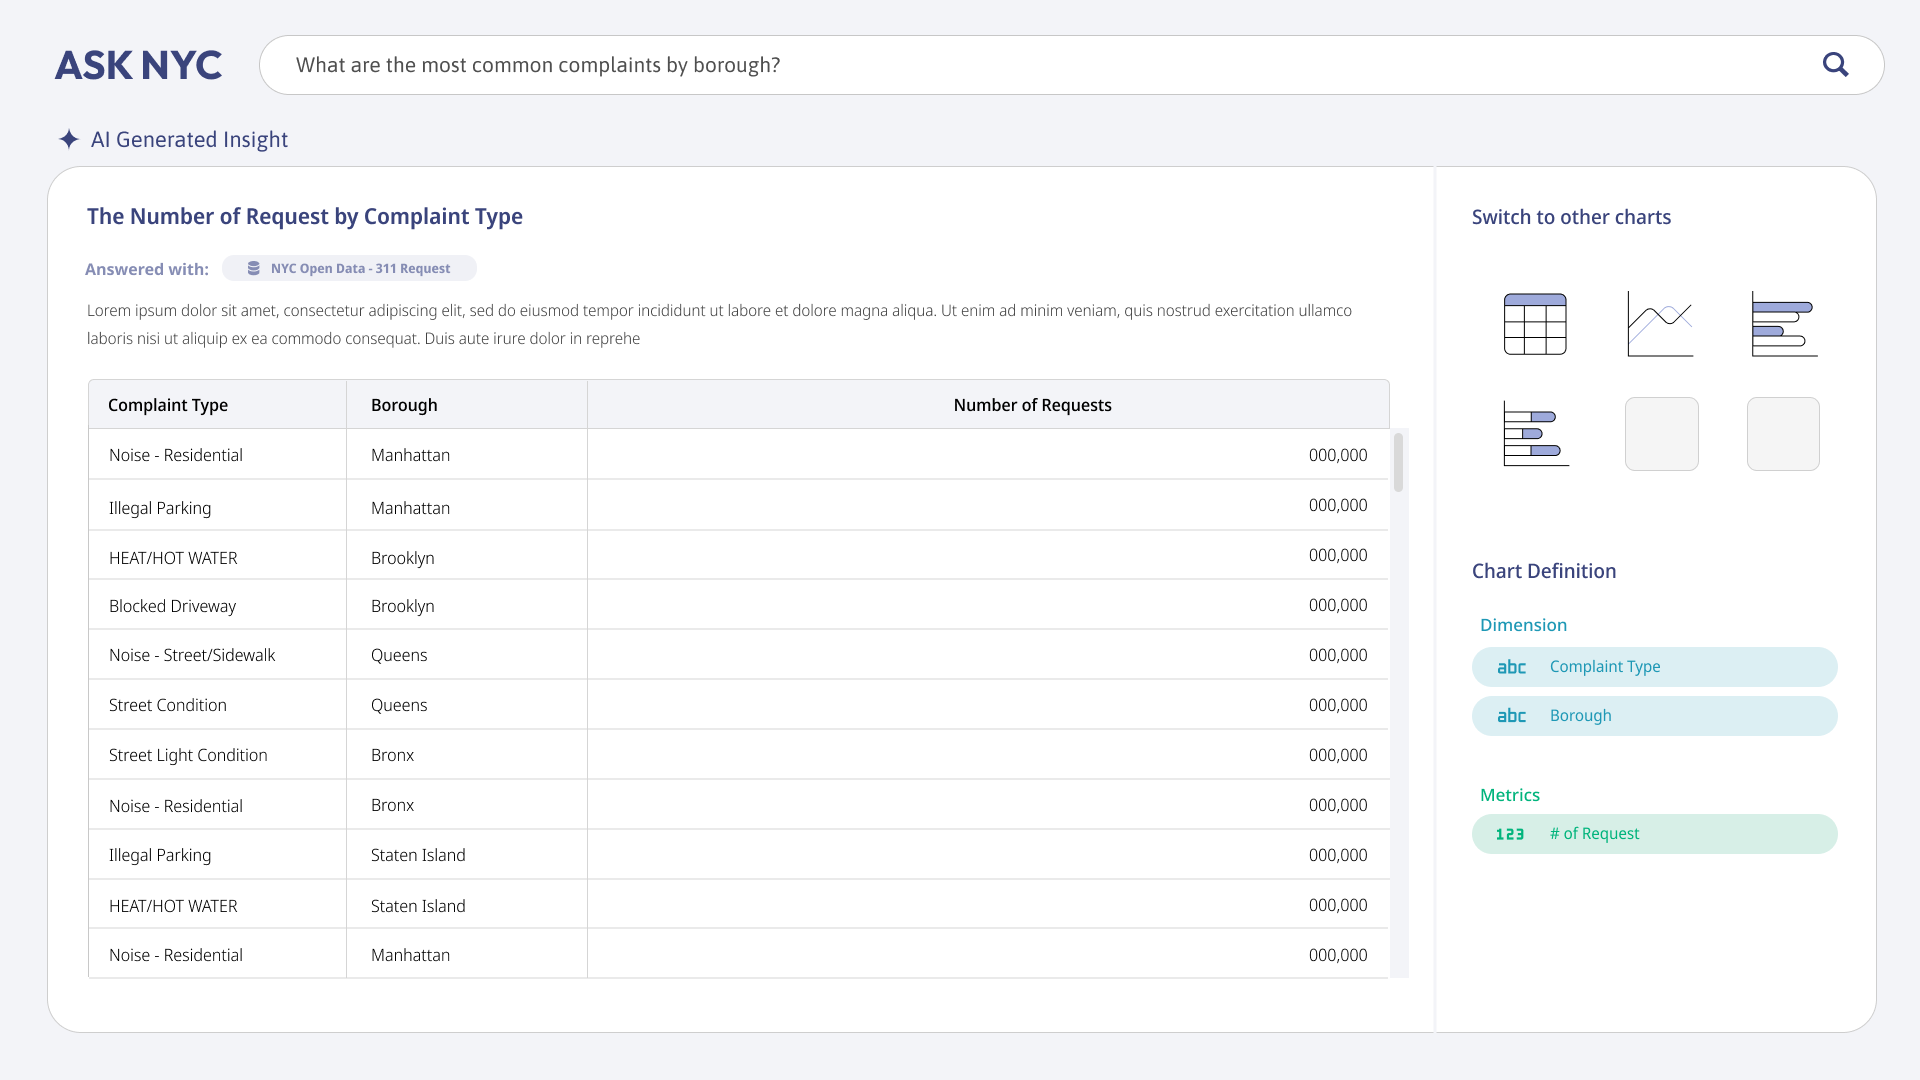 ASK NYC
What are the most common complaints by borough?
AI Generated Insight
The Number of Request by Complaint Type
Answered with: NYC Open Data - 311 Request
Lorem ipsum dolor sit amet, consectetur adipiscing elit, sed do eiusmod tempor incididunt ut labore et dolore magna aliqua. Ut enim ad minim veniam, quis nostrud exercitation ullamco
laboris nisi ut aliquip ex ea commodo consequat. Duis aute irure dolor in reprehe
Complaint Type Borough Number of Requests
Noise - Residential Manhattan 000,000
Illegal Parking Manhattan 000,000
HEAT/HOT WATER Brooklyn 000,000
Blocked Driveway Brooklyn 000,000
Noise - Street/Sidewalk Queens 000,000
Street Condition Queens 000,000
Street Light Condition Bronx 000,000
Noise - Residential Bronx 000,000
Illegal Parking Staten Island 000,000
HEAT/HOT WATER Staten Island 000,000
Noise - Residential Manhattan 000,000
Switch to other charts
Chart Definition
Dimension
abc Complaint Type
abc Borough
Metrics
123 # of Request